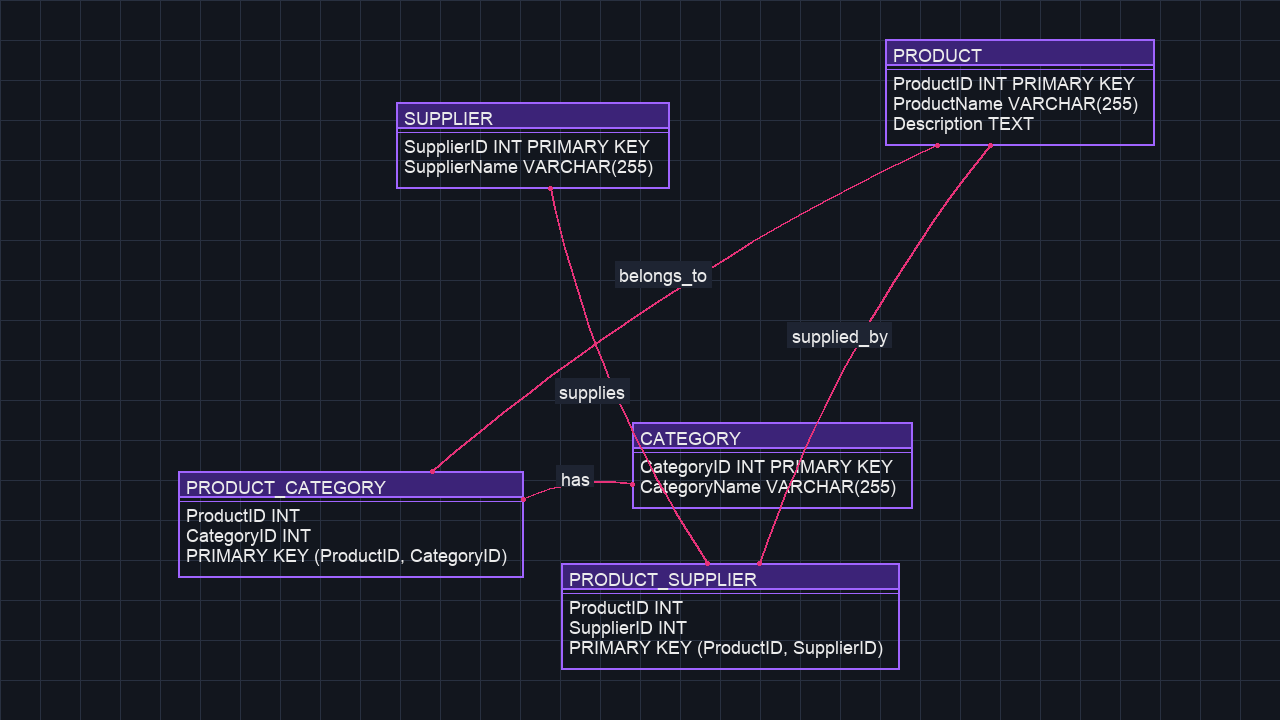 PRODUCT
ProductID INT PRIMARY KEY
ProductName VARCHAR(255)
Description TEXT
SUPPLIER
SupplierID INT PRIMARY KEY
SupplierName VARCHAR(255)
belongs_to
supplied_by
supplies
CATEGORY
CategoryID INT PRIMARY KEY
CategoryName VARCHAR(255)
has
PRODUCT_CATEGORY
ProductID INT
CategoryID INT
PRIMARY KEY (ProductID, CategoryID)
PRODUCT_SUPPLIER
ProductID INT
SupplierID INT
PRIMARY KEY (ProductID, SupplierID)